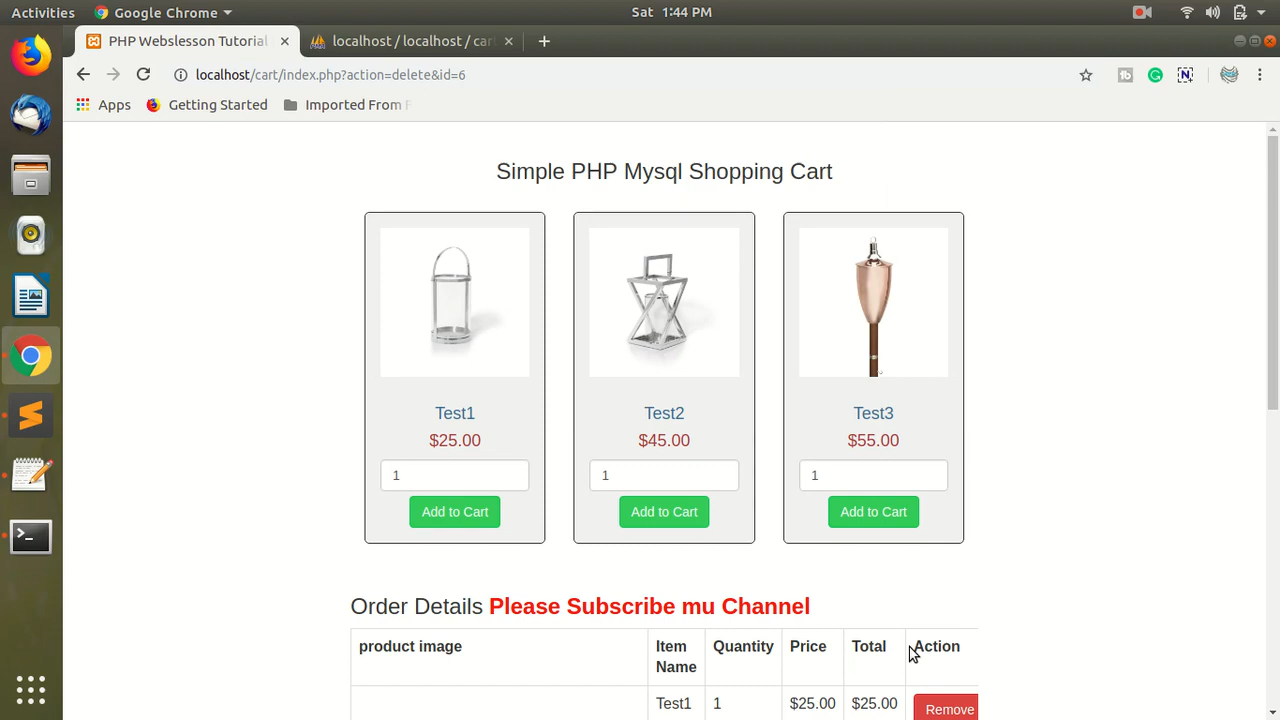 Activities Google Chrome Sat 1:44 PM
PHP Webslesson Tutorial localhost / localhost / car
localhost/cart/index.php?action=delete&id=6
Apps Getting Started Imported From F
Simple PHP Mysql Shopping Cart
Test1 Test2 Test3
$25.00 $45.00 $55.00
1 1 1
Add to Cart Add to Cart Add to Cart
Order Details Please Subscribe mu Channel
product image Item Name Quantity Price Total Action
Test1 1 $25.00 $25.00 Remove